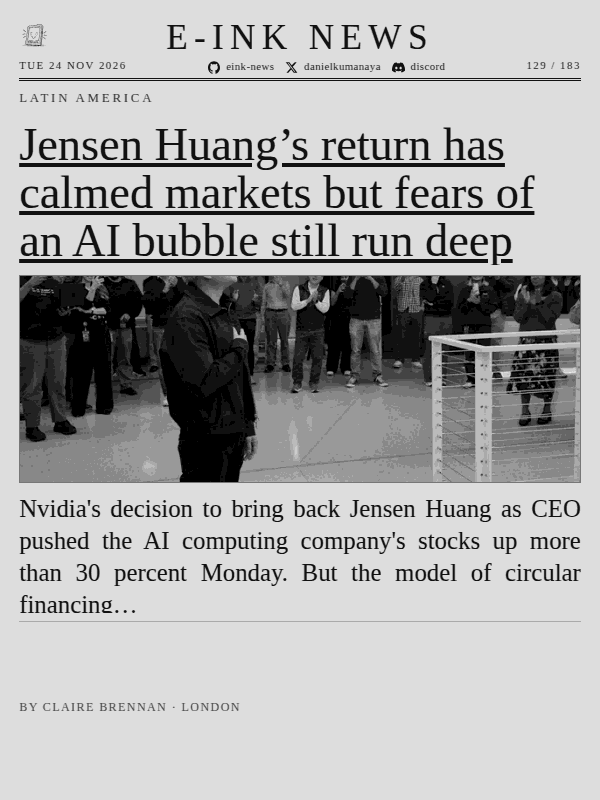 E-INK NEWS
TUE 24 NOV 2026
eink-news
danielkumanaya
discord
129 / 183
LATIN AMERICA
Jensen Huang’s return has
calmed markets but fears of
an AI bubble still run deep
Nvidia's decision to bring back Jensen Huang as CEO
pushed the AI computing company's stocks up more
than 30 percent Monday. But the model of circular
financing…
BY CLAIRE BRENNAN · LONDON